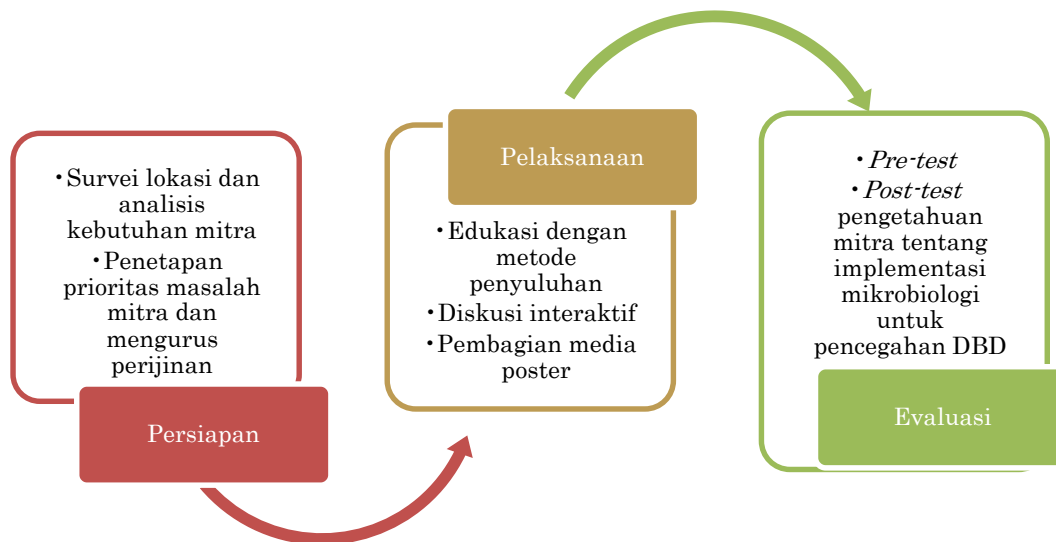 •Survei lokasi dan
analisis
kebutuhan mitra
•Penetapan
prioritas masalah
mitra dan
mengurus
perijinan
Persiapan
Pelaksanaan
•Edukasi dengan
metode
penyuluhan
•Diskusi interaktif
•Pembagian media
poster
•Pre-test
•Post-test
pengetahuan
mitra tentang
implementasi
mikrobiologi
untuk
pencegahan DBD
Evaluasi